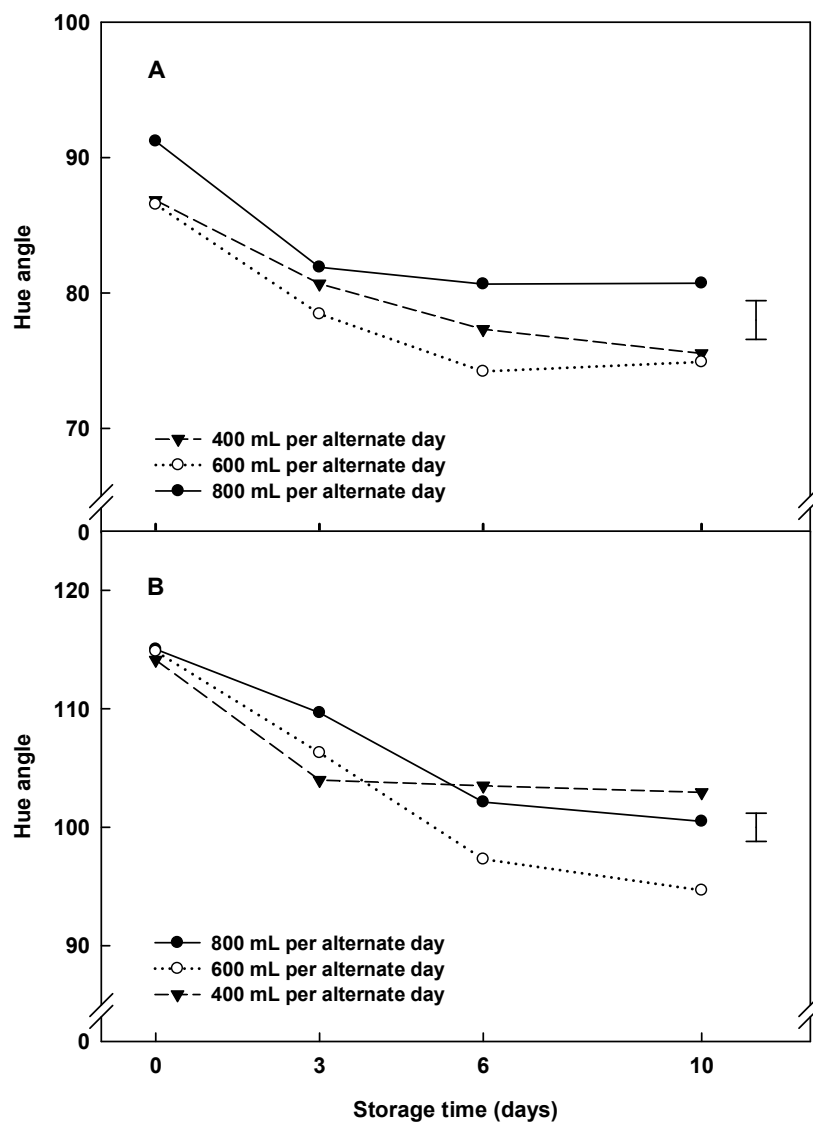 100
A
90
Hue angle
80
70
400 mL per alternate day
600 mL per alternate day
800 mL per alternate day
0
120
B
110
Hue angle
100
90
800 mL per alternate day
600 mL per alternate day
400 mL per alternate day
0
0 3 6 10
Storage time (days)